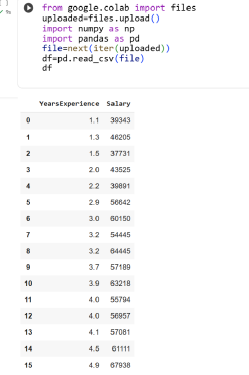 from google.colab import files
uploaded=files.upload()
import numpy as np
import pandas as pd
file=next(iter(uploaded))
df=pd.read_csv(file)
df
YearsExperience Salary
0 1.1 39343
1 1.3 46205
2 1.5 37731
3 2.0 43525
4 2.2 39891
5 2.9 56642
6 3.0 60150
7 3.2 54445
8 3.2 64445
9 3.7 57189
10 3.9 63218
11 4.0 55794
12 4.0 56957
13 4.1 57081
14 4.5 61111
15 4.9 67938